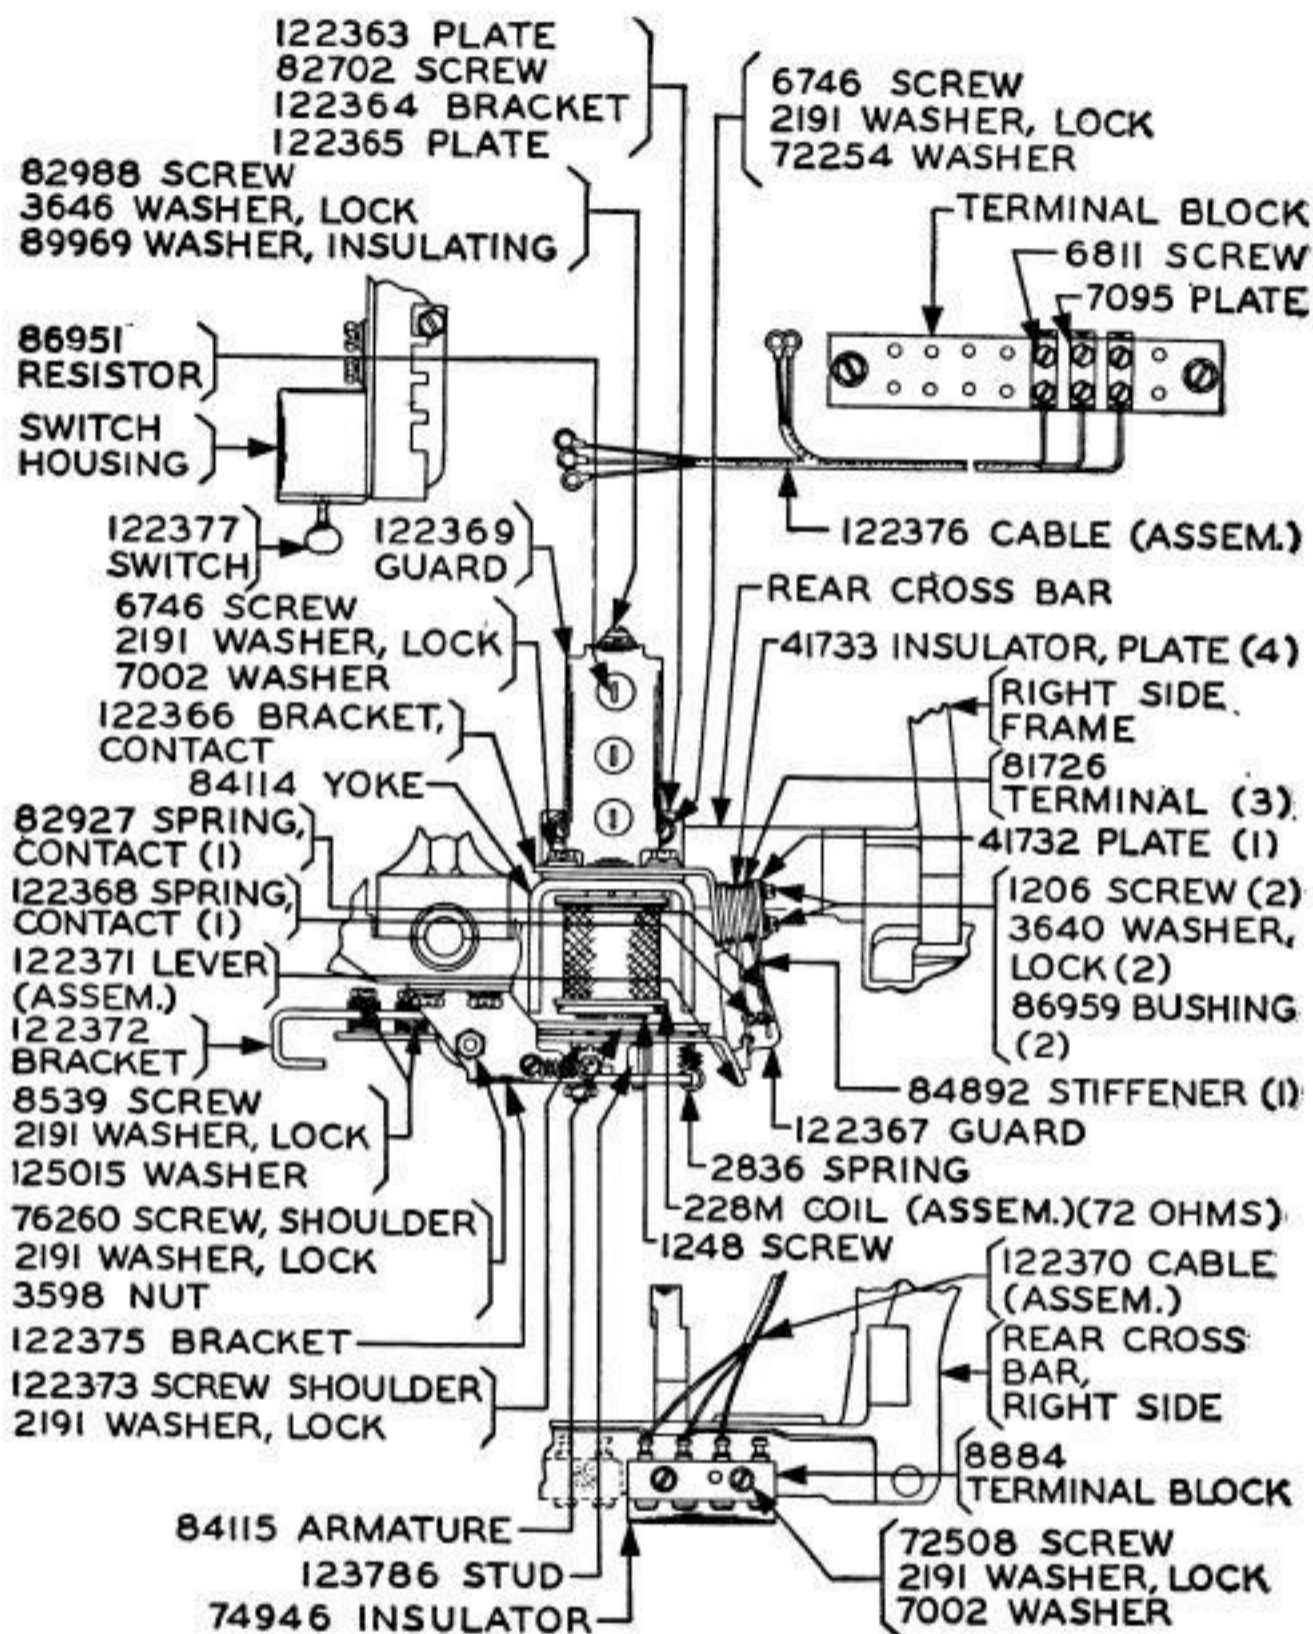 122363 PLATE
82702 SCREW
122364 BRACKET
122365 PLATE
6746 SCREW
2191 WASHER, LOCK
72254 WASHER
82988 SCREW
3646 WASHER, LOCK
89969 WASHER, INSULATING
TERMINAL BLOCK
6811 SCREW
7095 PLATE
86951
RESISTOR
SWITCH
HOUSING
122377
SWITCH
122369
GUARD
122376 CABLE (ASSEM.)
REAR CROSS BAR
6746 SCREW
2191 WASHER, LOCK
7002 WASHER
41733 INSULATOR, PLATE (4)
RIGHT SIDE
FRAME
122366 BRACKET,
CONTACT
84114 YOKE
81726
TERMINAL (3)
82927 SPRING,
CONTACT (1)
41732 PLATE (1)
122368 SPRING,
CONTACT (1)
1206 SCREW (2)
3640 WASHER,
LOCK (2)
86959 BUSHING
(2)
122371 LEVER
(ASSEM.)
122372
BRACKET
84892 STIFFENER (1)
8539 SCREW
2191 WASHER, LOCK
125015 WASHER
122367 GUARD
2836 SPRING
228M COIL (ASSEM.)(72 OHMS)
1248 SCREW
76260 SCREW, SHOULDER
2191 WASHER, LOCK
3598 NUT
122370 CABLE
(ASSEM.)
122375 BRACKET
REAR CROSS
BAR,
RIGHT SIDE
122373 SCREW SHOULDER
2191 WASHER, LOCK
8884
TERMINAL BLOCK
84115 ARMATURE
123786 STUD
74946 INSULATOR
72508 SCREW
2191 WASHER, LOCK
7002 WASHER